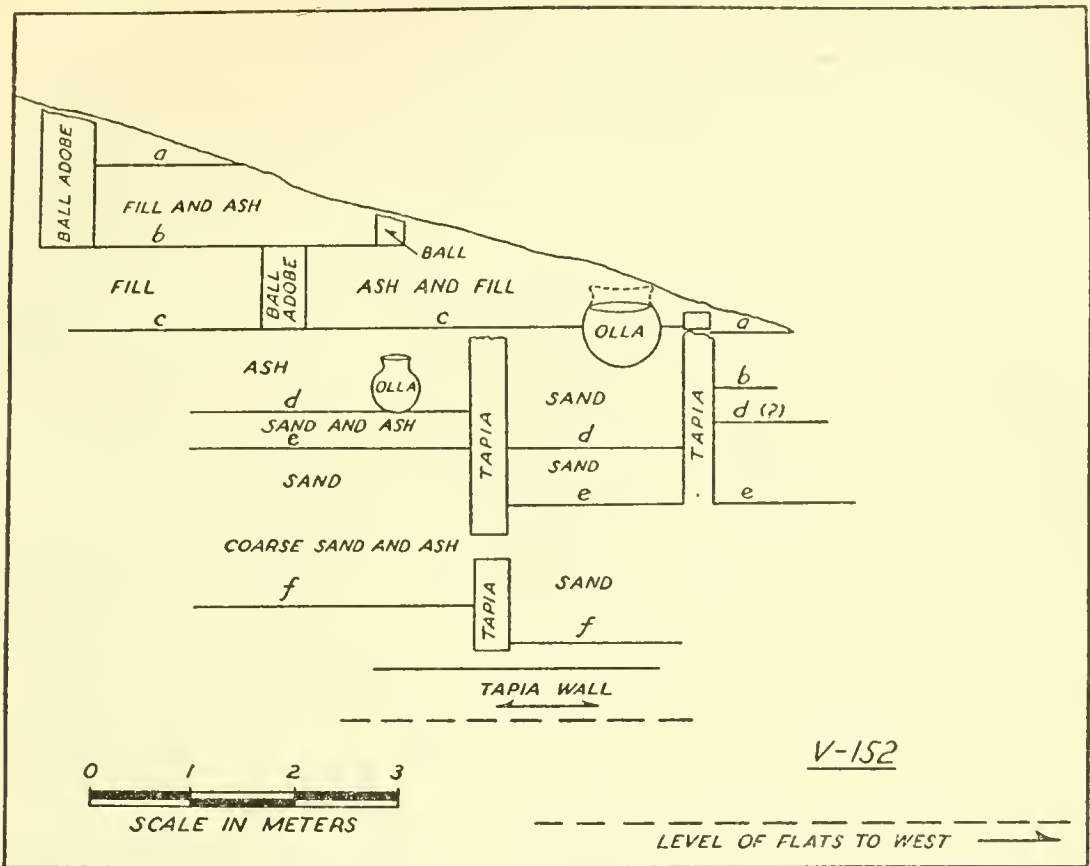 BALL ADOBE
a
FILL AND ASH
b
BALL
FILL
BALL
ADOBE
ASH AND FILL
c
c
OLLA
a
ASH
OLLA
d
SAND AND ASH
e
SAND
TAPIA
SAND
d
SAND
e
TAPIA
b
d (?)
e
COARSE SAND AND ASH
f
TAPIA
SAND
f
TAPIA WALL
V-152
0 1 2 3
SCALE IN METERS
LEVEL OF FLATS TO WEST